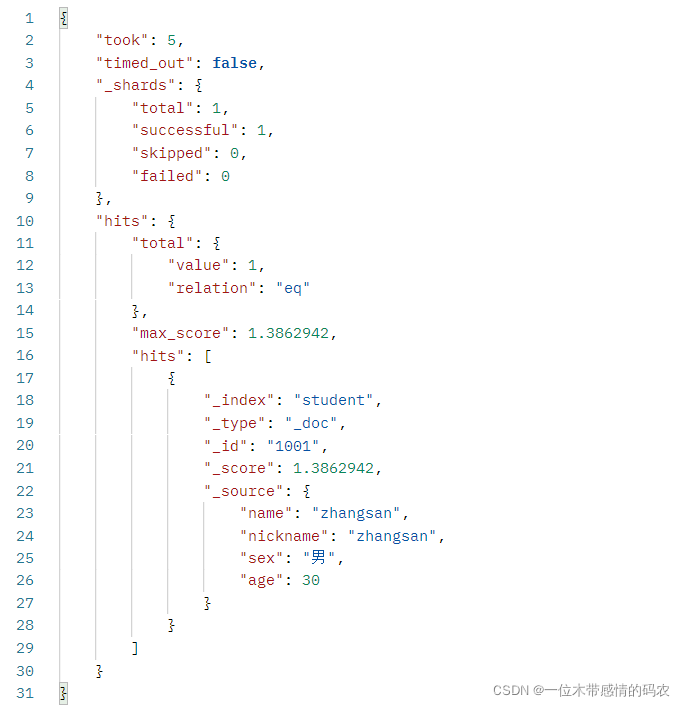 1 {
2     "took": 5,
3     "timed_out": false,
4     "_shards": {
5         "total": 1,
6         "successful": 1,
7         "skipped": 0,
8         "failed": 0
9     },
10     "hits": {
11         "total": {
12             "value": 1,
13             "relation": "eq"
14         },
15         "max_score": 1.3862942,
16         "hits": [
17             {
18                 "_index": "student",
19                 "_type": "_doc",
20                 "_id": "1001",
21                 "_score": 1.3862942,
22                 "_source": {
23                     "name": "zhangsan",
24                     "nickname": "zhangsan",
25                     "sex": "男",
26                     "age": 30
27                 }
28             }
29         ]
30     }
31 }
CSDN @一位木带感情的码农